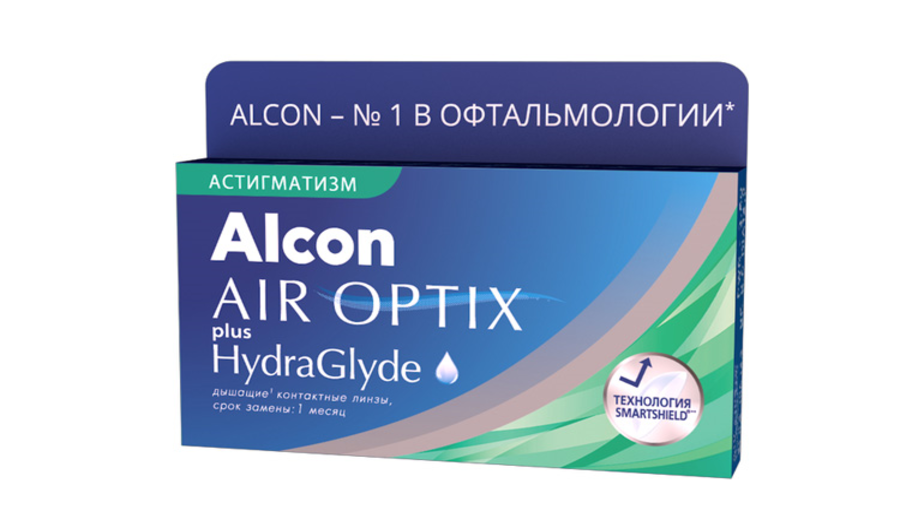 ALCON – № 1 В ОФТАЛЬМОЛОГИИ*
АСТИГМАТИЗМ
Alcon
AIR OPTIX
plus
HydraGlyde
дышащие¹ контактные линзы,
срок замены: 1 месяц
ТЕХНОЛОГИЯ
SMARTSHIELD